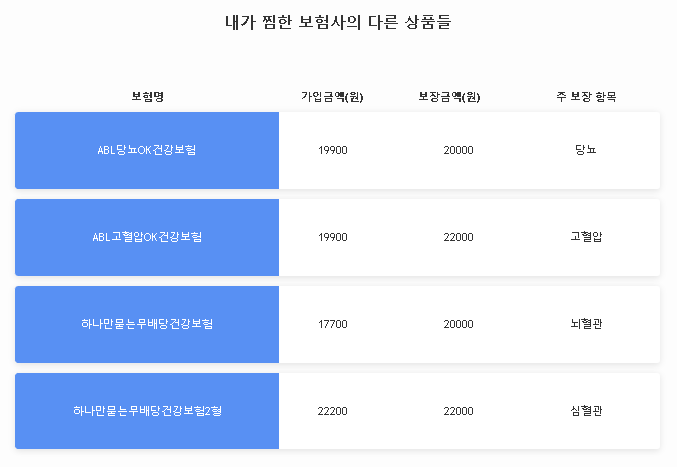 내가 찜한 보험사의 다른 상품들
보험명 가입금액(원) 보장금액(원) 주 보장 항목
ABL당뇨OK건강보험 19900 20000 당뇨
ABL고혈압OK건강보험 19900 22000 고혈압
하나만묻는무배당건강보험 17700 20000 뇌혈관
하나만묻는무배당건강보험2형 22200 22000 심혈관